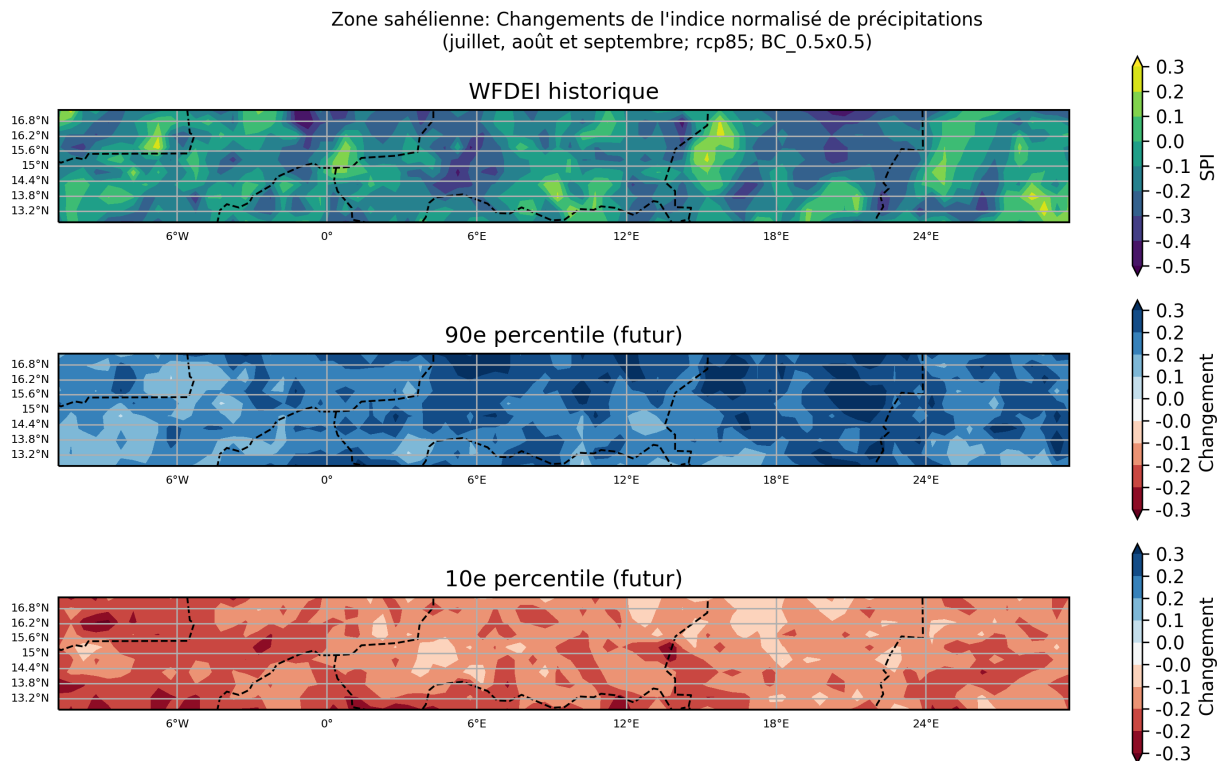 Zone sahélienne: Changements de l'indice normalisé de précipitations
(juillet, août et septembre; rcp85; BC_0.5x0.5)
WFDEI historique
16.8°N
16.2°N
15.6°N
15°N
14.4°N
13.8°N
13.2°N
6°W
0°
6°E
12°E
18°E
24°E
0.3
0.2
0.1
0.0
-0.1
-0.2
-0.3
-0.4
-0.5
SPI
90e percentile (futur)
16.8°N
16.2°N
15.6°N
15°N
14.4°N
13.8°N
13.2°N
6°W
0°
6°E
12°E
18°E
24°E
0.3
0.2
0.2
0.1
0.1
0.0
-0.0
-0.1
-0.1
-0.2
-0.2
-0.3
Changement
10e percentile (futur)
16.8°N
16.2°N
15.6°N
15°N
14.4°N
13.8°N
13.2°N
6°W
0°
6°E
12°E
18°E
24°E
0.3
0.2
0.2
0.1
0.0
-0.0
-0.1
-0.2
-0.2
-0.3
Changement